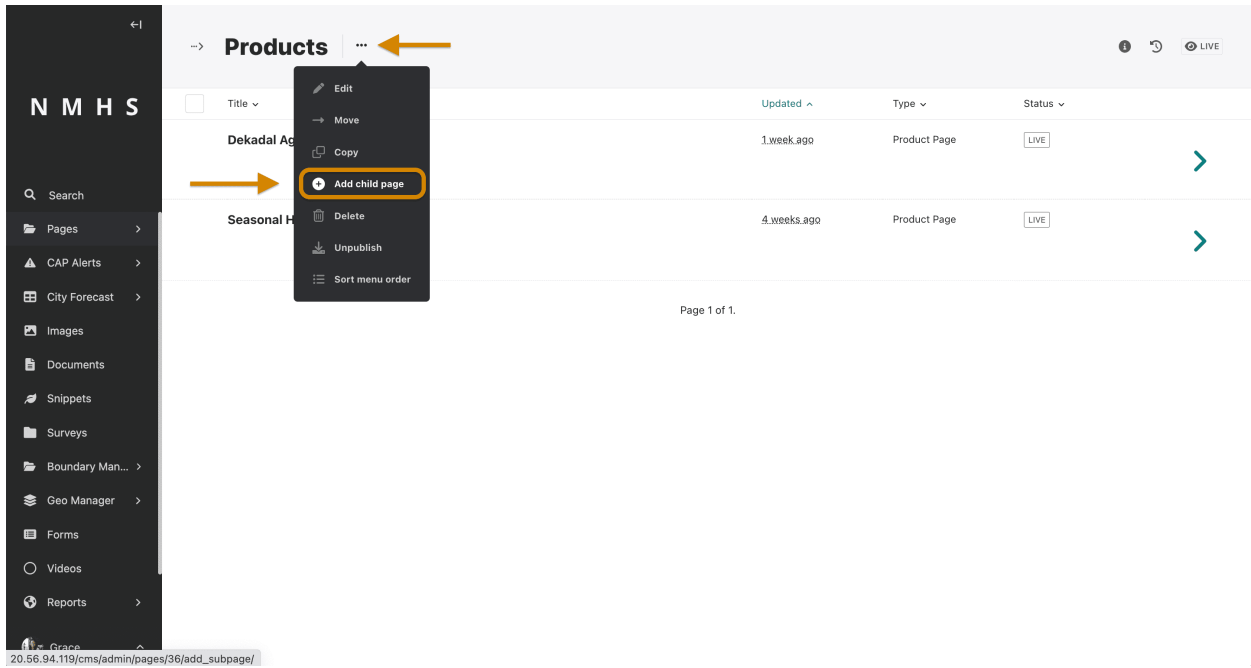 Products
LIVE
Edit
Move
Copy
Add child page
Delete
Unpublish
Sort menu order
NMHS
Title
Updated
Type
Status
Dekadal Ag
1 week ago
Product Page
LIVE
Seasonal H
4 weeks ago
Product Page
LIVE
Page 1 of 1.
Search
Pages
CAP Alerts
City Forecast
Images
Documents
Snippets
Surveys
Boundary Man...
Geo Manager
Forms
Videos
Reports
Grace
20.56.94.119/cms/admin/pages/36/add_subpage/